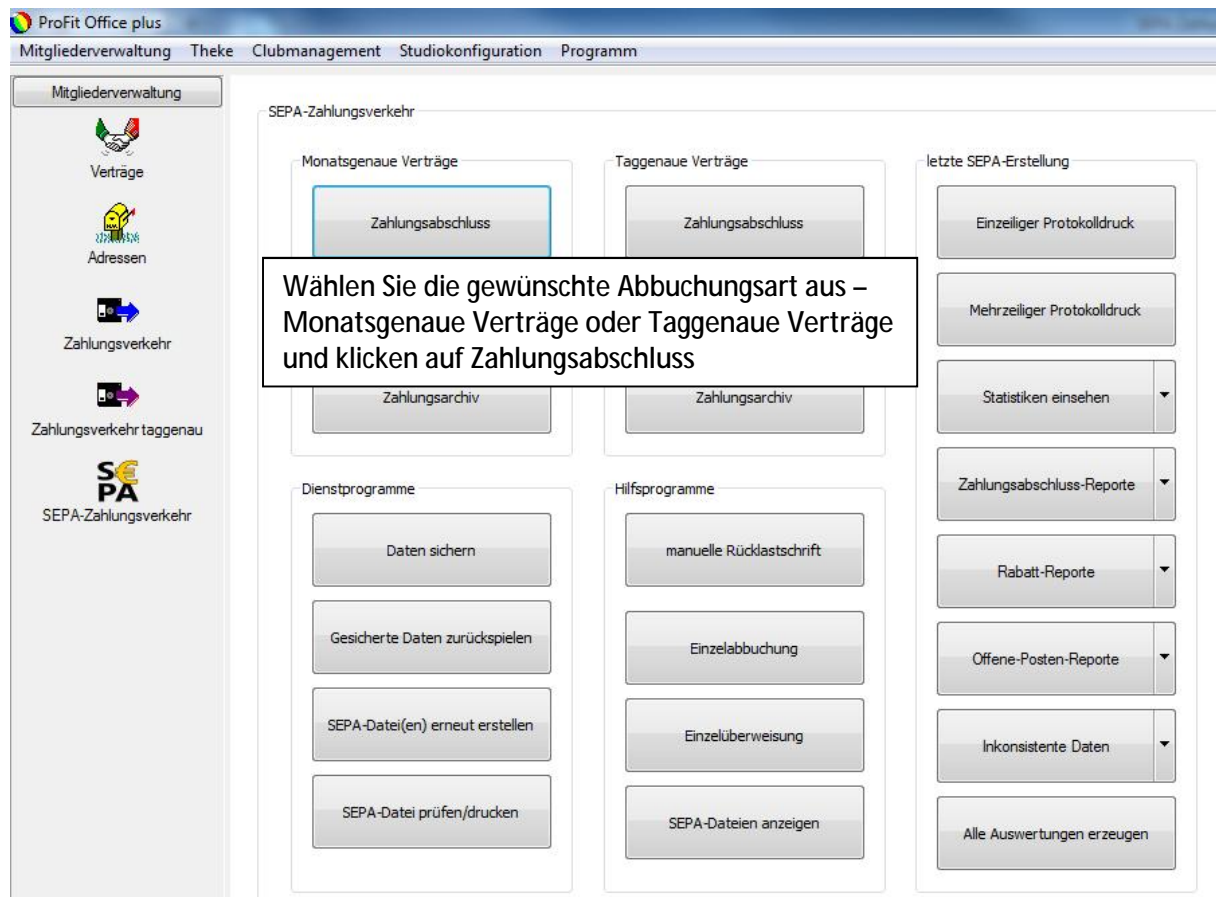 ProFit Office plus
Mitgliederverwaltung Theke Clubmanagement Studiokonfiguration Programm
Mitgliederverwaltung
Verträge
Adressen
Zahlungsverkehr
Zahlungsverkehr taggenau
S€PA
SEPA-Zahlungsverkehr
SEPA-Zahlungsverkehr
Monatsgenaue Verträge
Zahlungsabschluss
Zahlungsarchiv
Taggenaue Verträge
Zahlungsabschluss
Zahlungsarchiv
Wählen Sie die gewünschte Abbuchungsart aus –
Monatsgenaue Verträge oder Taggenaue Verträge
und klicken auf Zahlungsabschluss
Dienstprogramme
Daten sichern
Gesicherte Daten zurückspielen
SEPA-Datei(en) erneut erstellen
SEPA-Datei prüfen/drucken
Hilfsprogramme
manuelle Rücklastschrift
Einzelabbuchung
Einzelüberweisung
SEPA-Dateien anzeigen
letzte SEPA-Erstellung
Einzeiliger Protokolldruck
Mehrzeiliger Protokolldruck
Statistiken einsehen
Zahlungsabschluss-Reporte
Rabatt-Reporte
Offene-Posten-Reporte
Inkonsistente Daten
Alle Auswertungen erzeugen